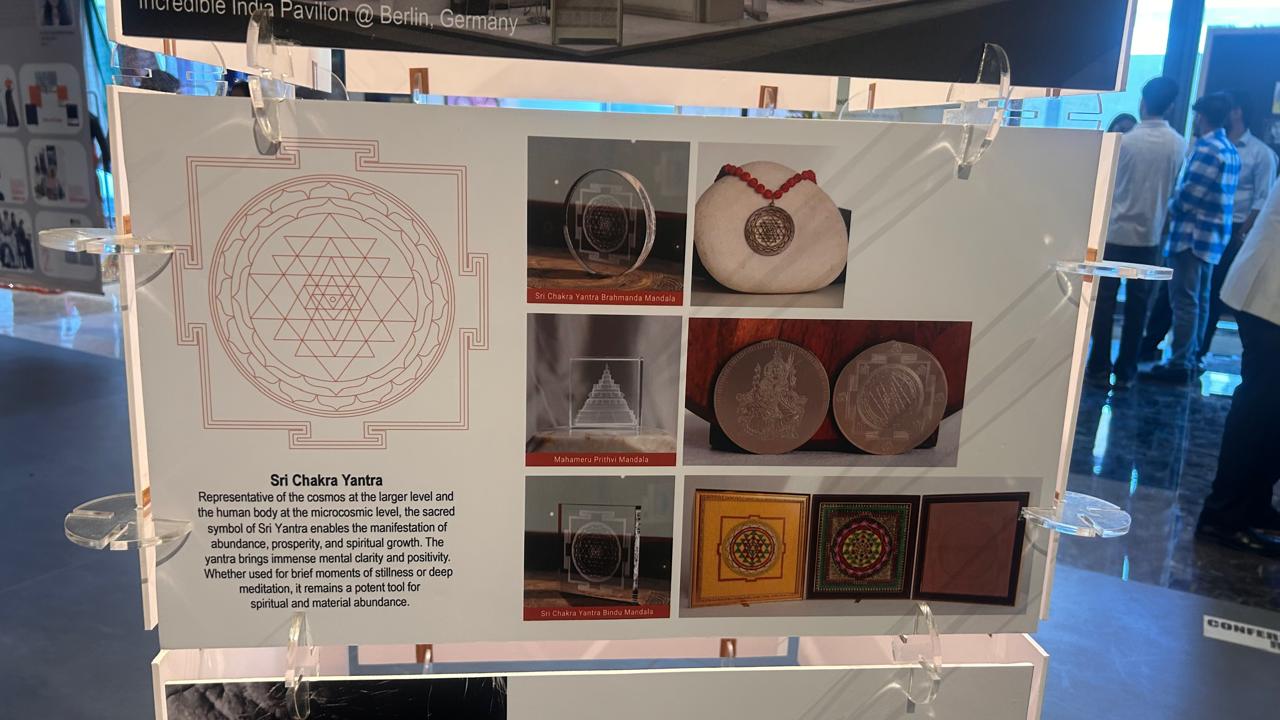 Incredible India Pavilion @ Berlin, Germany
Sri Chakra Yantra
Representative of the cosmos at the larger level and
the human body at the microcosmic level, the sacred
symbol of Sri Yantra enables the manifestation of
abundance, prosperity, and spiritual growth. The
yantra brings immense mental clarity and positivity.
Whether used for brief moments of stillness or deep
meditation, it remains a potent tool for
spiritual and material abundance.
Sri Chakra Yantra Brahmanda Mandala
Mahameru Prithvi Mandala
Sri Chakra Yantra Bindu Mandala